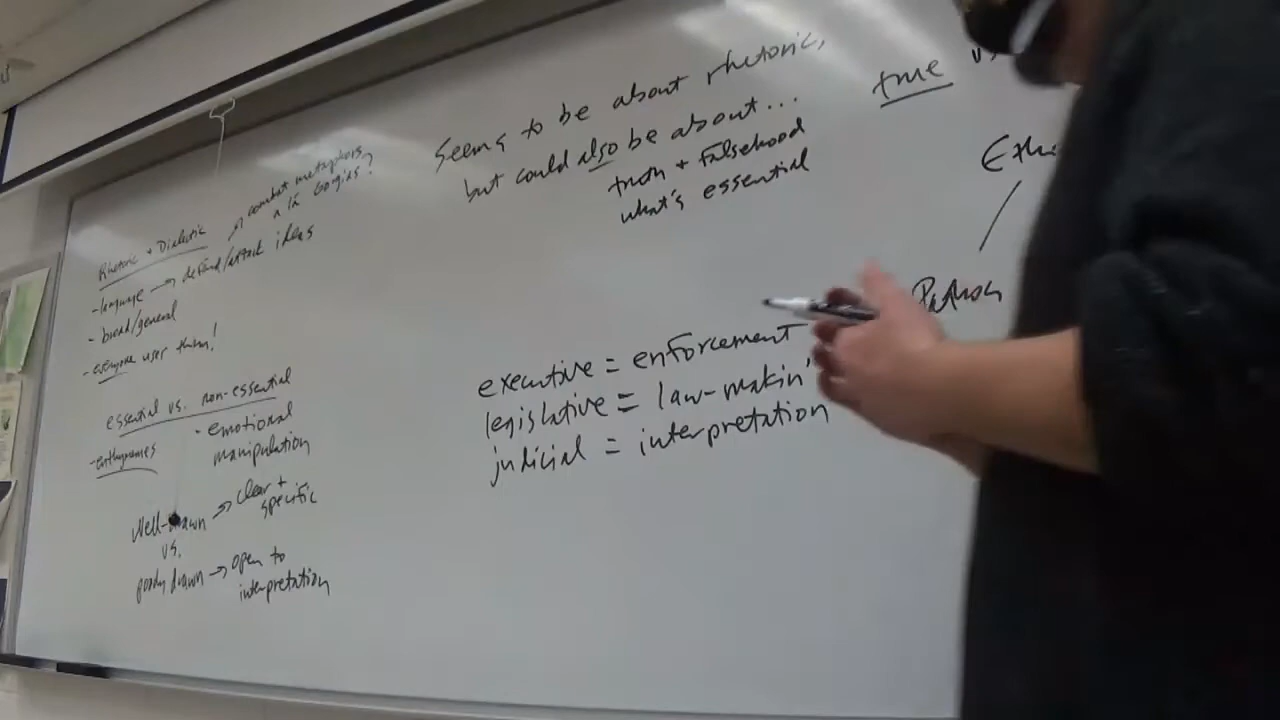 Rhetoric + Dialectic
- language → defend/attack ideas
→ combat metaphors
a la Gorgias?
- broad/general
- everyone uses them!
essential vs. non-essential
- enthymemes
- emotional
manipulation
Well-drawn → clear +
specific
vs.
poorly drawn → open to
interpretation
Seems to be about rhetoric,
but could also be about...
truth + falsehood
what's essential
executive = enforcement
legislative = law-makin'
judicial = interpretation
true vs
Pathos